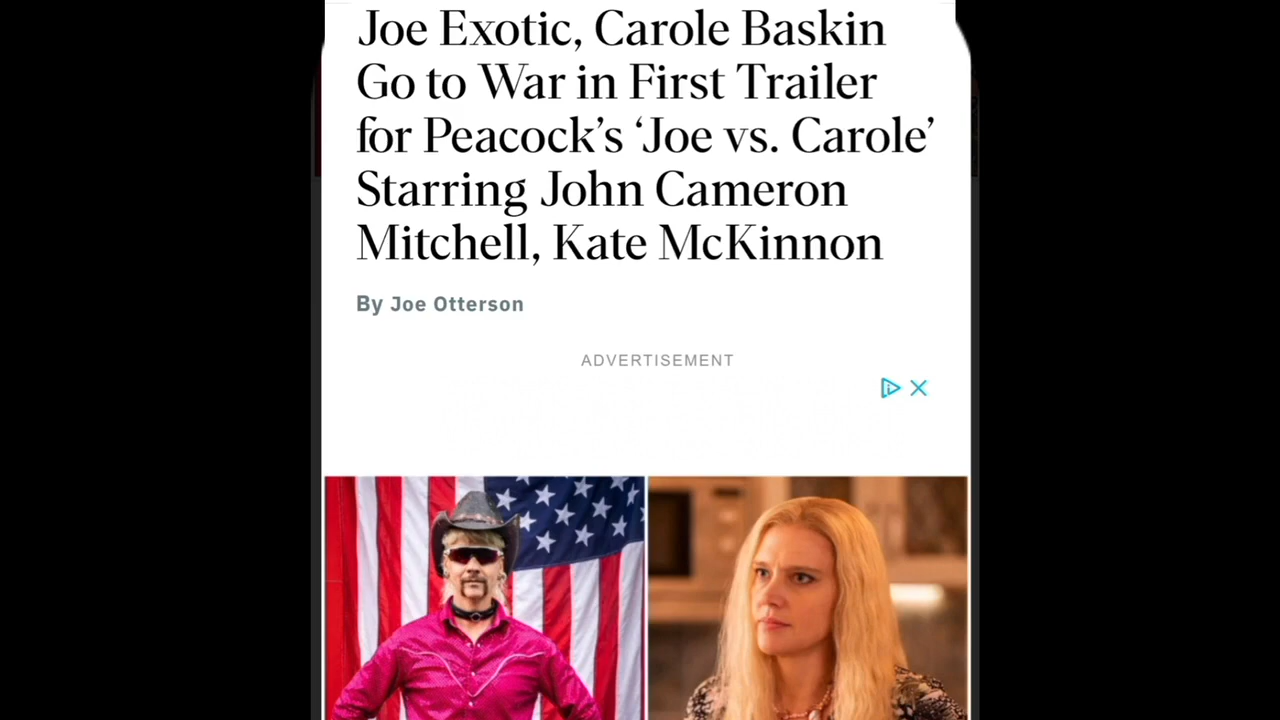 Joe Exotic, Carole Baskin
Go to War in First Trailer
for Peacock’s ‘Joe vs. Carole’
Starring John Cameron
Mitchell, Kate McKinnon
By Joe Otterson
ADVERTISEMENT